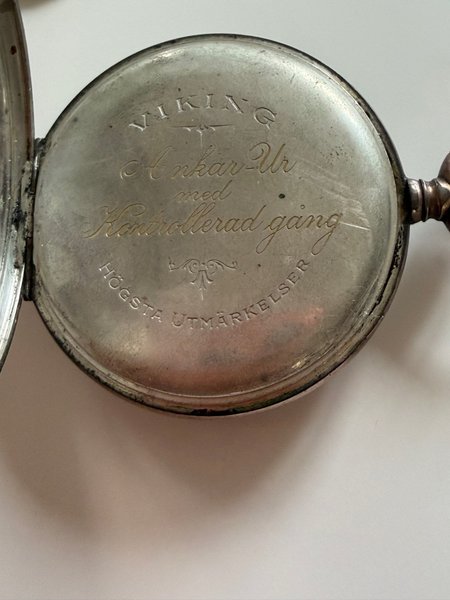 VIKING
Ankar-Ur
med
Kontrollerad gång
HÖGSTA UTMÄRKELSER